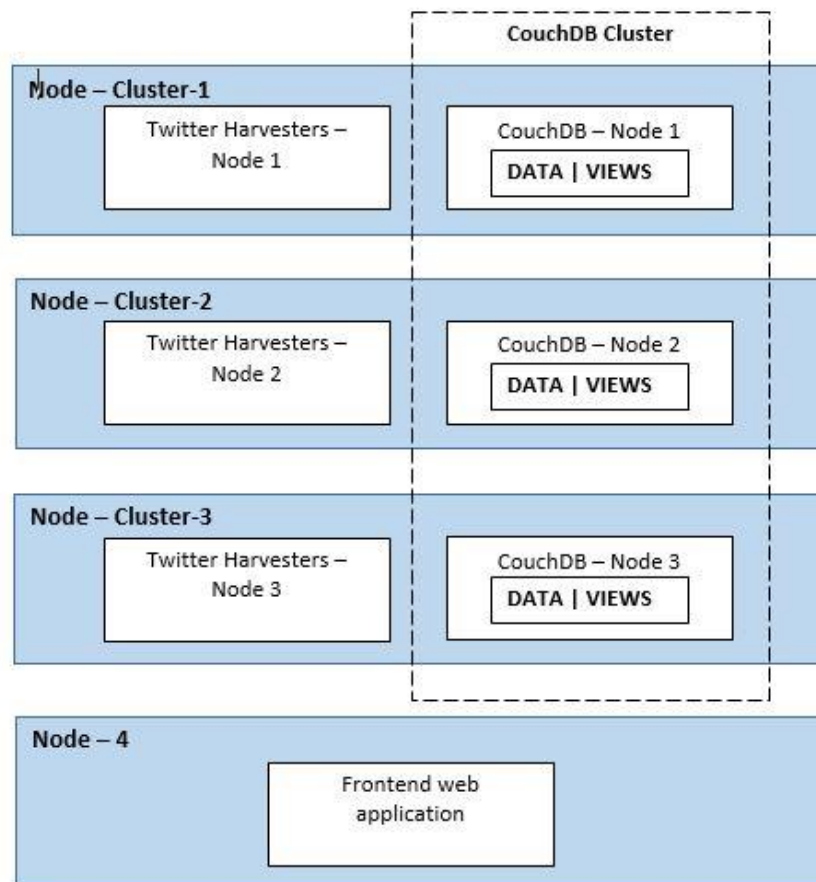 CouchDB Cluster
Node – Cluster-1
Twitter Harvesters –
Node 1
CouchDB – Node 1
DATA | VIEWS
Node – Cluster-2
Twitter Harvesters –
Node 2
CouchDB – Node 2
DATA | VIEWS
Node – Cluster-3
Twitter Harvesters –
Node 3
CouchDB – Node 3
DATA | VIEWS
Node – 4
Frontend web
application